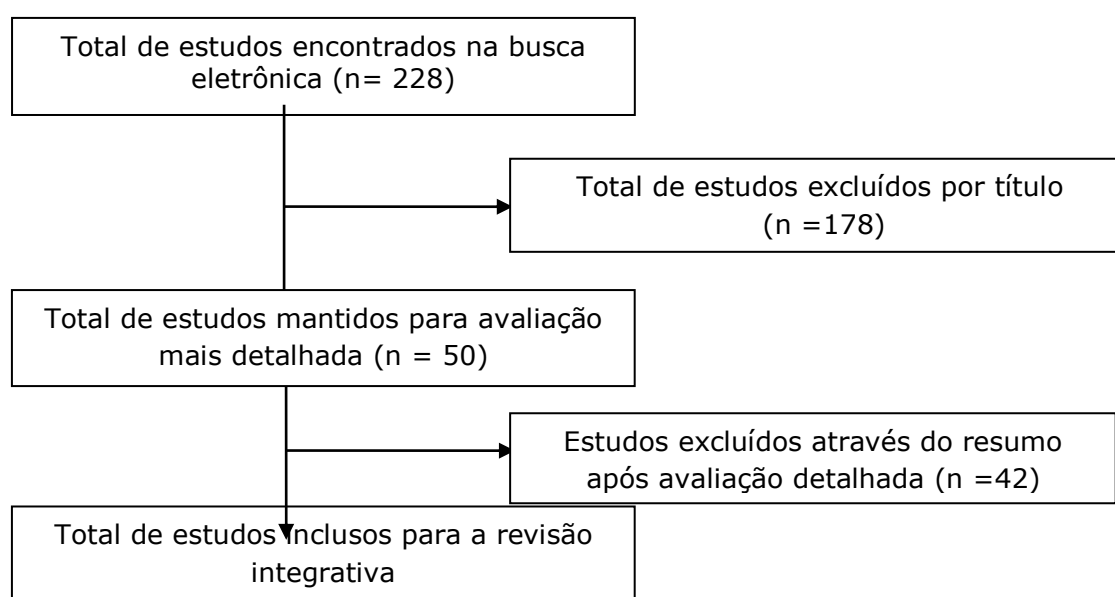 Total de estudos encontrados na busca
eletrônica (n= 228)
Total de estudos excluídos por título
(n =178)
Total de estudos mantidos para avaliação
mais detalhada (n = 50)
Estudos excluídos através do resumo
após avaliação detalhada (n =42)
Total de estudos inclusos para a revisão
integrativa